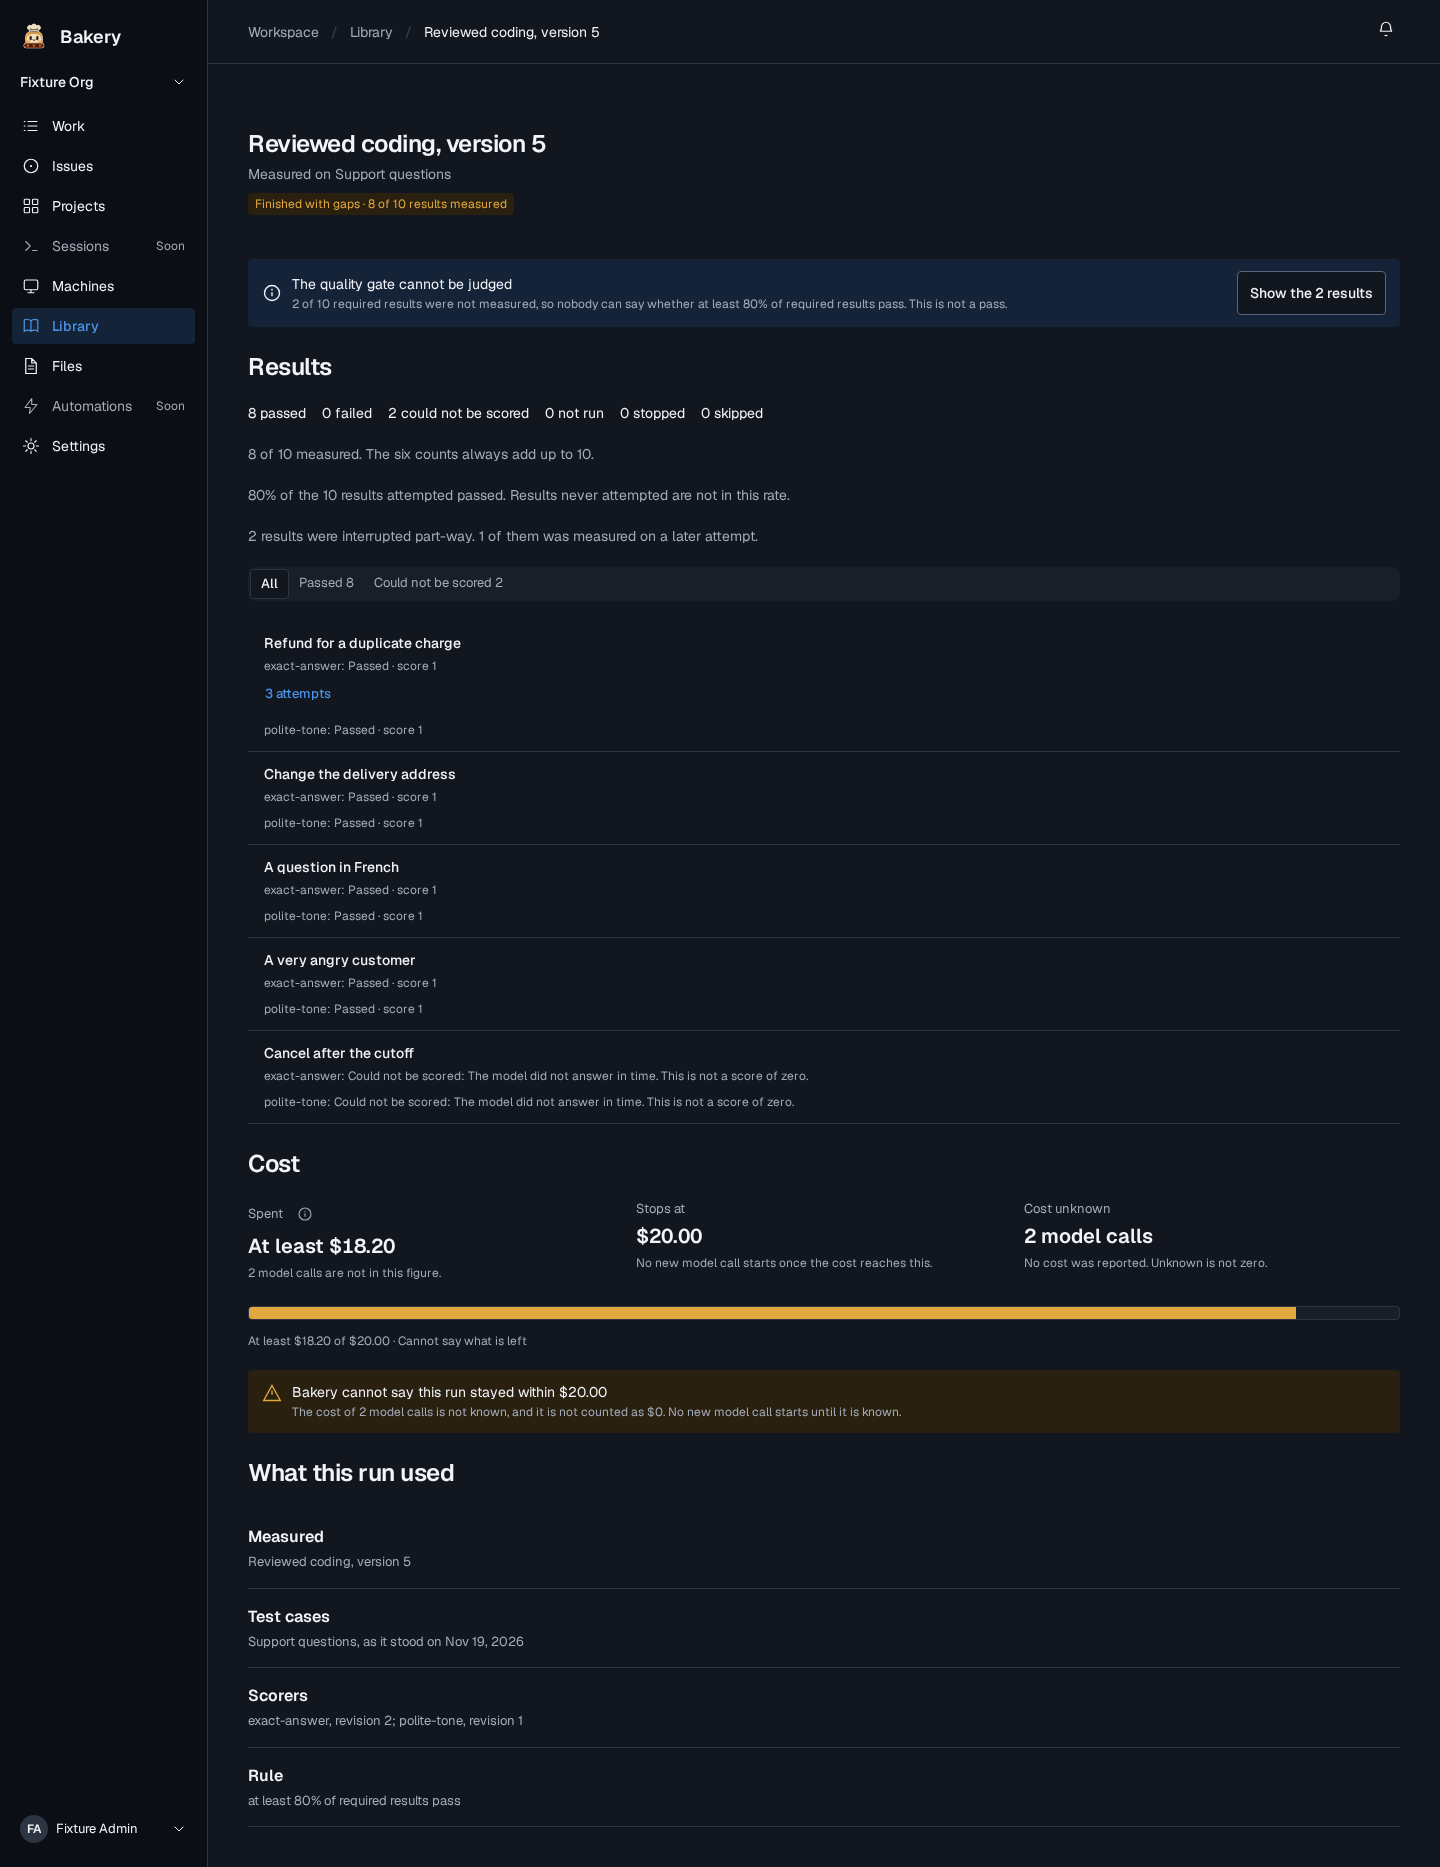 Bakery
Fixture Org
Work
Issues
Projects
Sessions Soon
Machines
Library
Files
Automations Soon
Settings
FA Fixture Admin
Workspace / Library / Reviewed coding, version 5
Reviewed coding, version 5
Measured on Support questions
Finished with gaps · 8 of 10 results measured
The quality gate cannot be judged
2 of 10 required results were not measured, so nobody can say whether at least 80% of required results pass. This is not a pass.
Show the 2 results
Results
8 passed 0 failed 2 could not be scored 0 not run 0 stopped 0 skipped
8 of 10 measured. The six counts always add up to 10.
80% of the 10 results attempted passed. Results never attempted are not in this rate.
2 results were interrupted part-way. 1 of them was measured on a later attempt.
All Passed 8 Could not be scored 2
Refund for a duplicate charge
exact-answer: Passed · score 1
3 attempts
polite-tone: Passed · score 1
Change the delivery address
exact-answer: Passed · score 1
polite-tone: Passed · score 1
A question in French
exact-answer: Passed · score 1
polite-tone: Passed · score 1
A very angry customer
exact-answer: Passed · score 1
polite-tone: Passed · score 1
Cancel after the cutoff
exact-answer: Could not be scored: The model did not answer in time. This is not a score of zero.
polite-tone: Could not be scored: The model did not answer in time. This is not a score of zero.
Cost
Spent
At least $18.20
2 model calls are not in this figure.
Stops at
$20.00
No new model call starts once the cost reaches this.
Cost unknown
2 model calls
No cost was reported. Unknown is not zero.
At least $18.20 of $20.00 · Cannot say what is left
Bakery cannot say this run stayed within $20.00
The cost of 2 model calls is not known, and it is not counted as $0. No new model call starts until it is known.
What this run used
Measured
Reviewed coding, version 5
Test cases
Support questions, as it stood on Nov 19, 2026
Scorers
exact-answer, revision 2; polite-tone, revision 1
Rule
at least 80% of required results pass